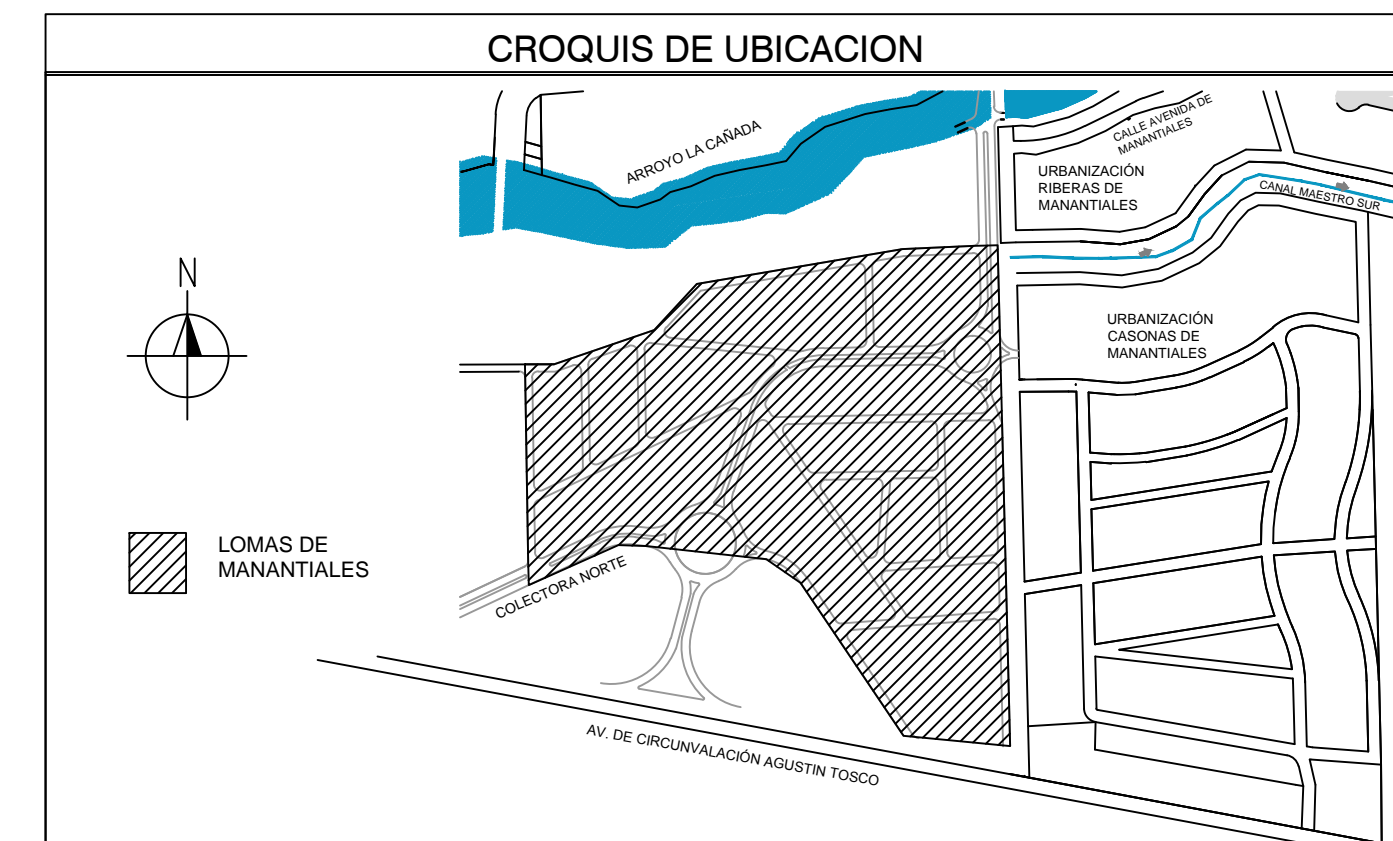 CROQUIS DE UBICACION
ARROYO LA CAÑADA
CALLE AVENIDA DE
MANANTIALES
URBANIZACIÓN
RIBERAS DE
MANANTIALES
CANAL MAESTRO SUR
N
URBANIZACIÓN
CASONAS DE
MANANTIALES
LOMAS DE
MANANTIALES
COLECTORA NORTE
AV. DE CIRCUNVALACIÓN AGUSTIN TOSCO